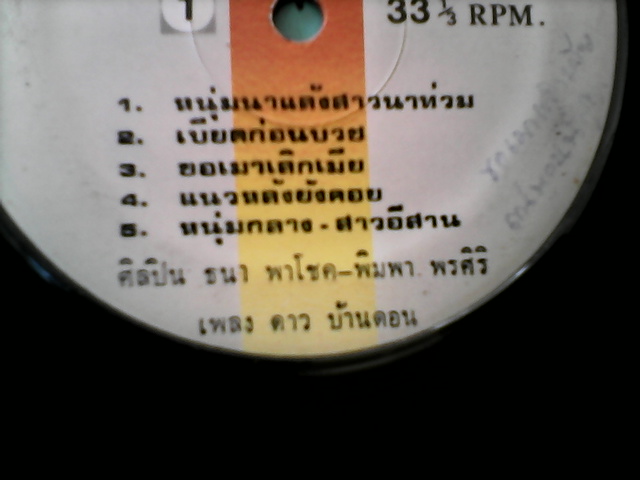 1 33 ⅓ RPM.
1. หนุ่มนาแล้งสาวนาท่วม
2. เบียดก่อนบวช
3. ขอเมาเลิกเมีย
4. แนวหลังยังคอย
5. หนุ่มกลาง - สาวอีสาน
ศิลปิน ธนา พาโชค-พิมพา พรศิริ
เพลง ดาว บ้านดอน